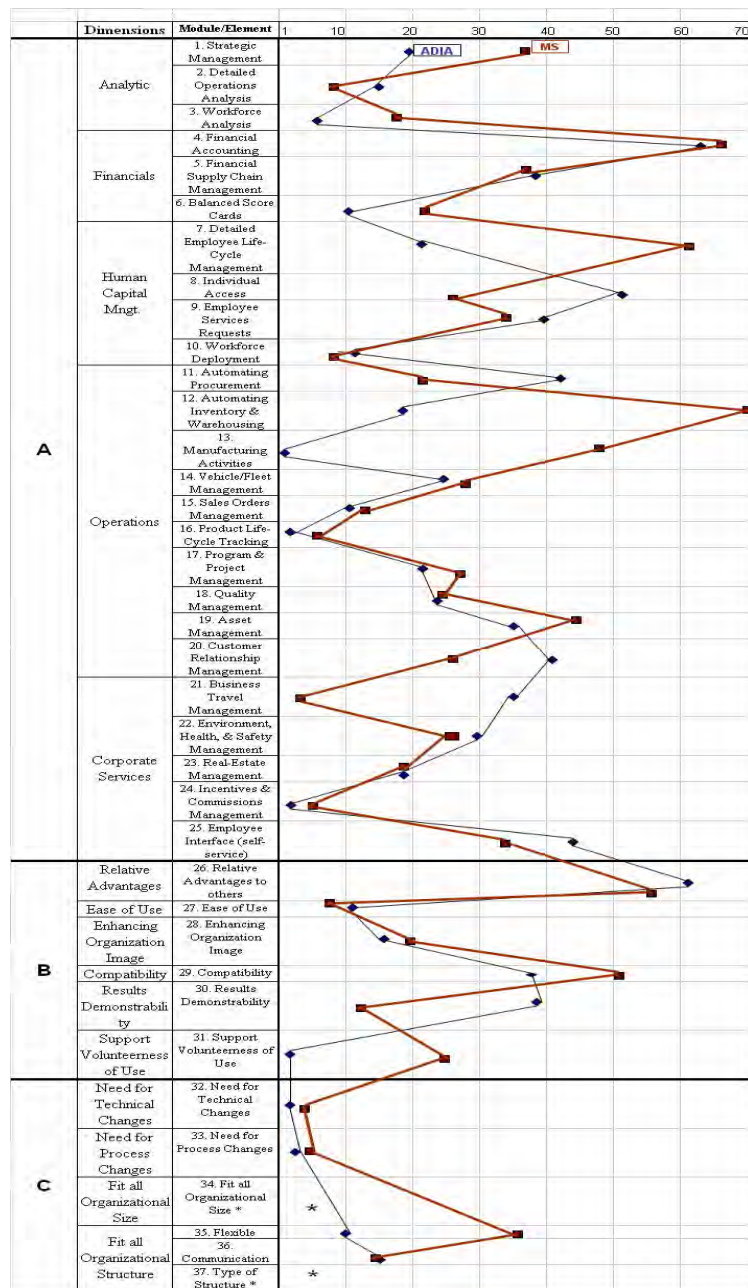 Dimensions Module/Element 1 10 20 30 40 50 60 70
ADIA MS
A
Analytic
1. Strategic
Management
2. Detailed
Operations
Analysis
3. Workforce
Analysis
Financials
4. Financial
Accounting
5. Financial
Supply Chain
Management
6. Balanced Score
Cards
Human
Capital
Mngt.
7. Detailed
Employee Life-
Cycle
Management
8. Individual
Access
9. Employee
Services
Requests
10. Workforce
Deployment
Operations
11. Automating
Procurement
12. Automating
Inventory &
Warehousing
13.
Manufacturing
Activities
14. Vehicle/Fleet
Management
15. Sales Orders
Management
16. Product Life-
Cycle Tracking
17. Program &
Project
Management
18. Quality
Management
19. Asset
Management
20. Customer
Relationship
Management
Corporate
Services
21. Business
Travel
Management
22. Environment,
Health, & Safety
Management
23. Real-Estate
Management
24. Incentives &
Commissions
Management
25. Employee
Interface (self-
service)
B
Relative
Advantages
26. Relative
Advantages to
others
Ease of Use
27. Ease of Use
Enhancing
Organization
Image
28. Enhancing
Organization
Image
Compatibility
29. Compatibility
Results
Demonstrabili
ty
30. Results
Demonstrability
Support
Volunteerness
of Use
31. Support
Volunteerness of
Use
C
Need for
Technical
Changes
32. Need for
Technical
Changes
Need for
Process
Changes
33. Need for
Process Changes
Fit all
Organizational
Size
34. Fit all
Organizational
Size *
*
Fit all
Organizational
Structure
35. Flexible
36.
Communication
37. Type of
Structure *
*